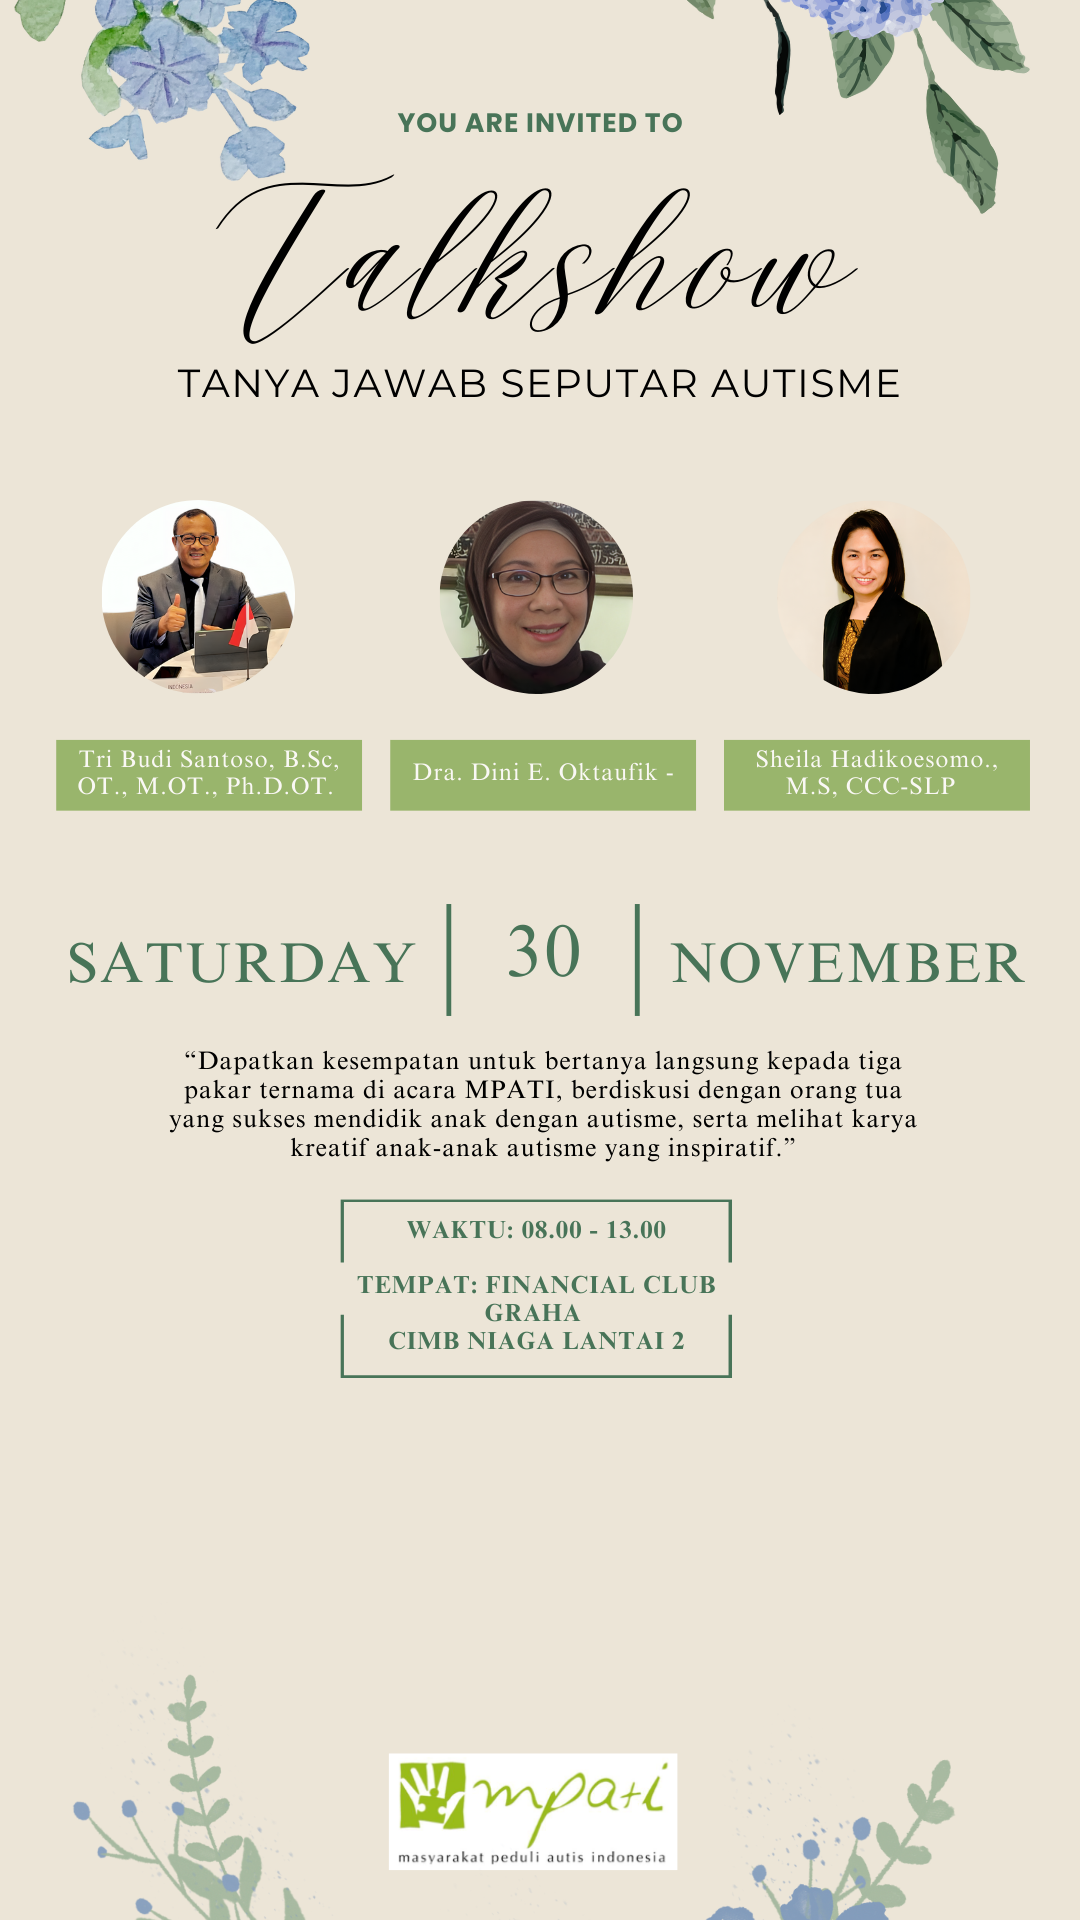 YOU ARE INVITED TO
Talkshow
TANYA JAWAB SEPUTAR AUTISME
INDONESIA
Tri Budi Santoso, B.Sc,
OT., M.OT., Ph.D.OT.
Dra. Dini E. Oktaufik -
Sheila Hadikoesomo.,
M.S, CCC-SLP
SATURDAY
30
NOVEMBER
“Dapatkan kesempatan untuk bertanya langsung kepada tiga
pakar ternama di acara MPATI, berdiskusi dengan orang tua
yang sukses mendidik anak dengan autisme, serta melihat karya
kreatif anak-anak autisme yang inspiratif.”
WAKTU: 08.00 - 13.00
TEMPAT: FINANCIAL CLUB
GRAHA
CIMB NIAGA LANTAI 2
mpati
masyarakat peduli autis indonesia